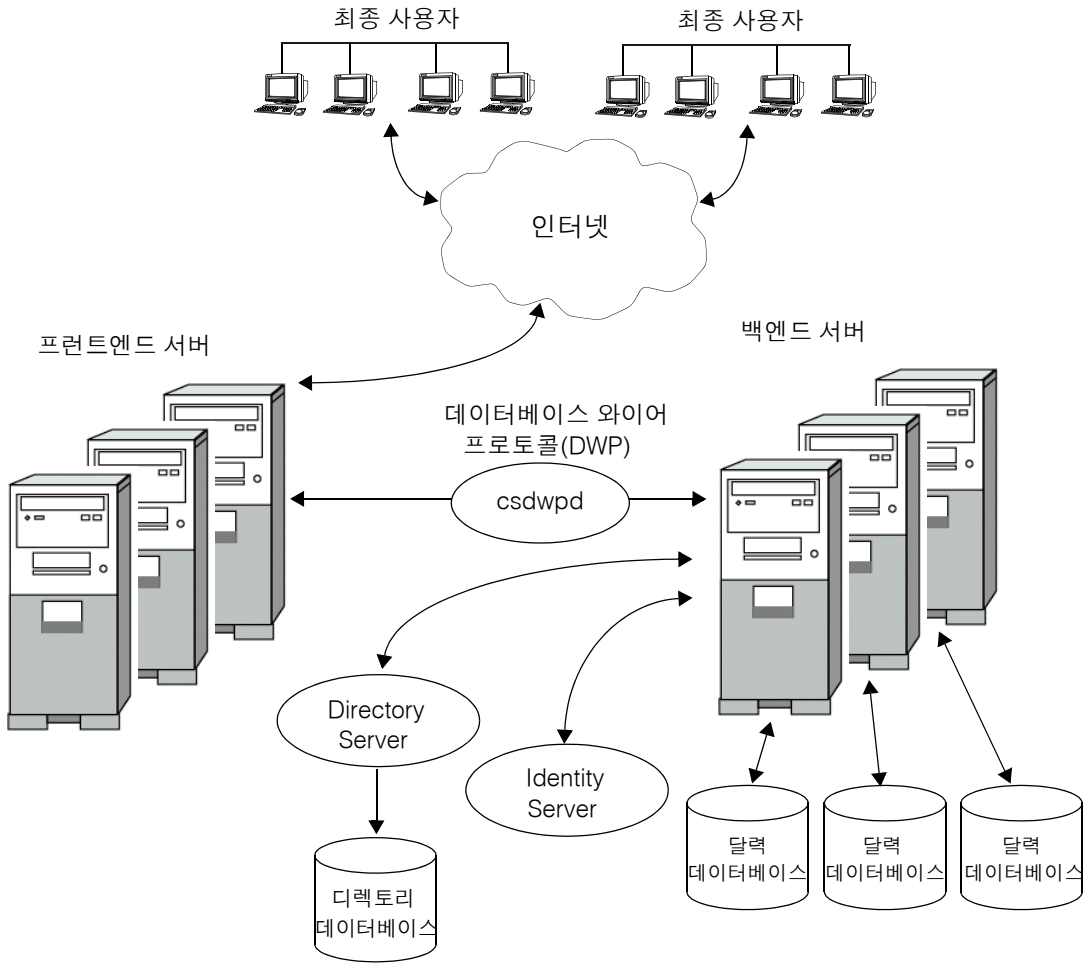 최종 사용자
최종 사용자
인터넷
프런트엔드 서버
백엔드 서버
데이터베이스 와이어
프로토콜(DWP)
csdwpd
Directory
Server
Identity
Server
달력
데이터베이스
달력
데이터베이스
달력
데이터베이스
디렉토리
데이터베이스